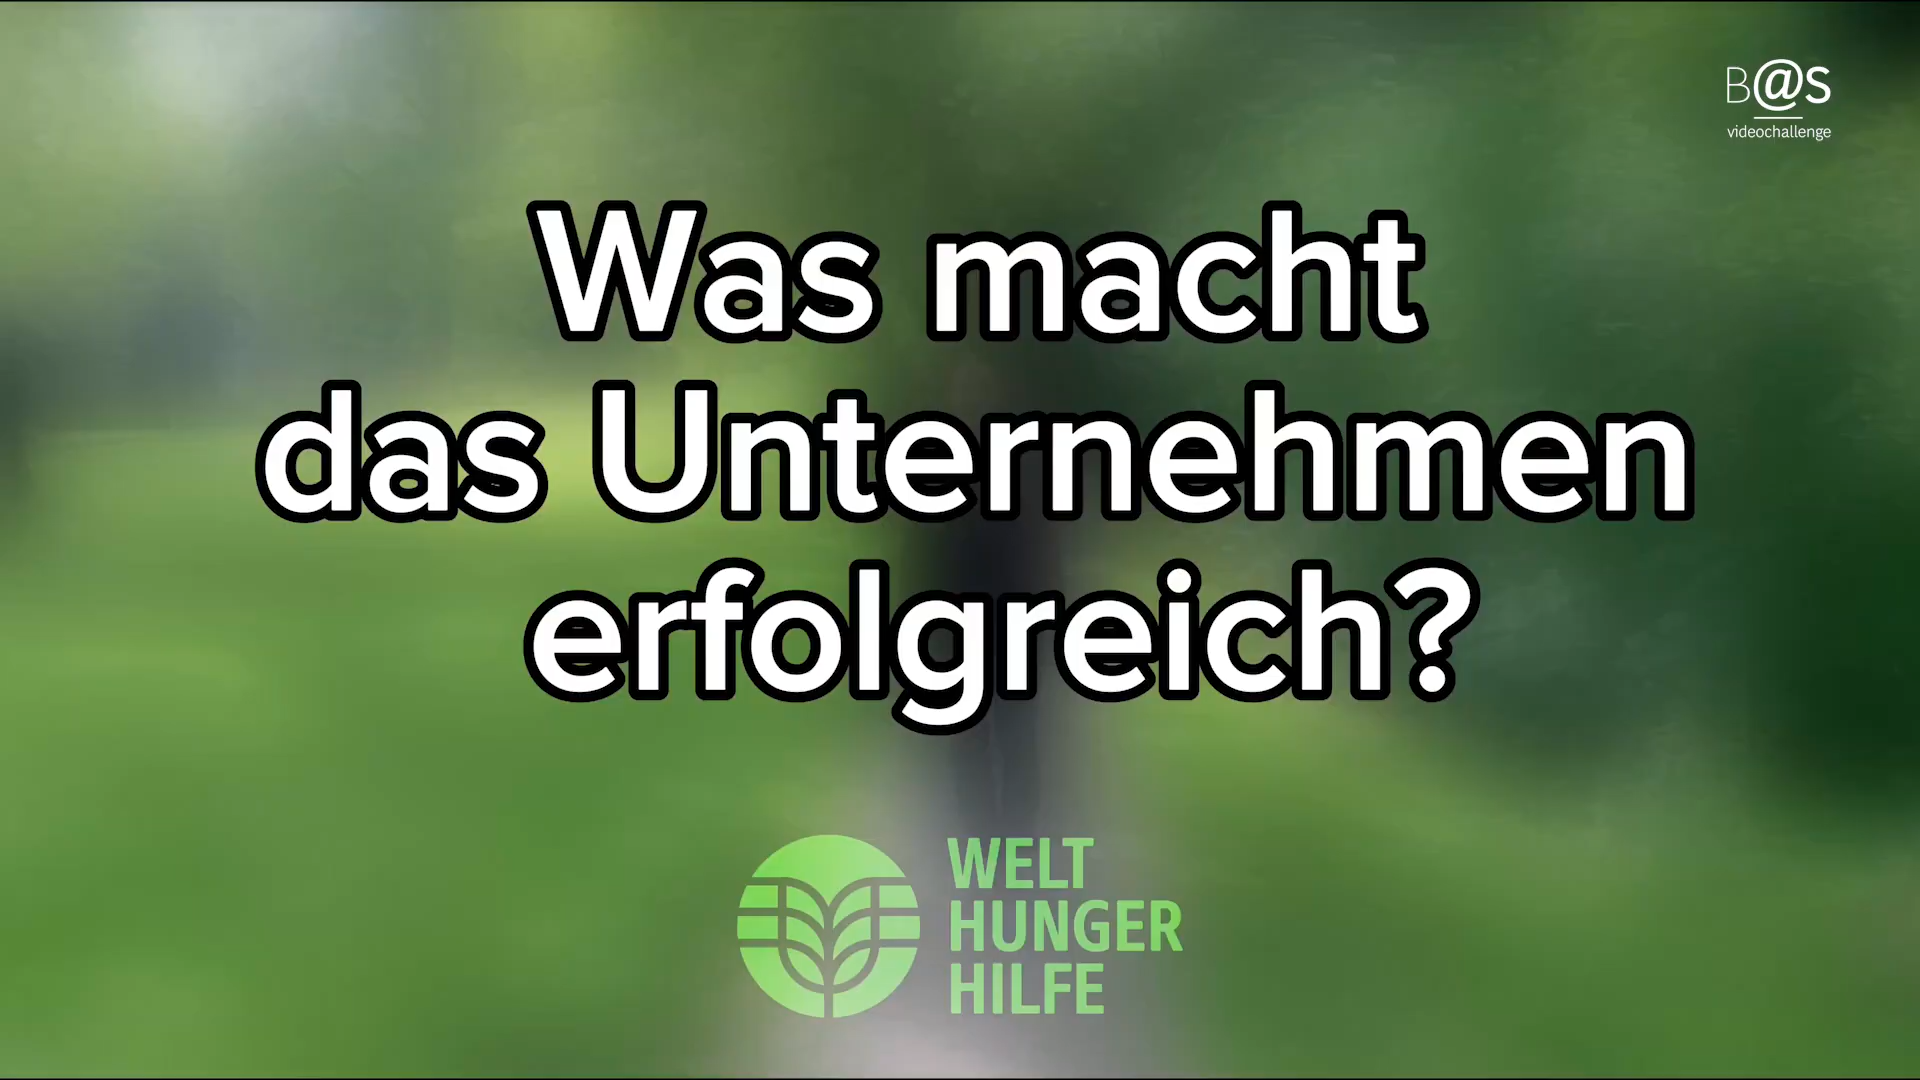 B@S
videochallenge
Was macht
das Unternehmen
erfolgreich?
WELT
HUNGER
HILFE